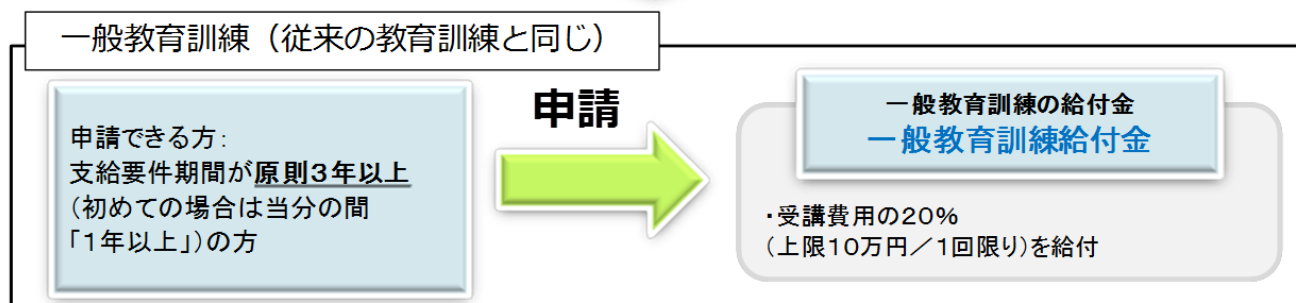 一般教育訓練（従来の教育訓練と同じ）
申請できる方：
支給要件期間が原則３年以上
（初めての場合は当分の間
「１年以上」）の方
申請
一般教育訓練の給付金
一般教育訓練給付金
・受講費用の２０％
（上限１０万円／１回限り）を給付